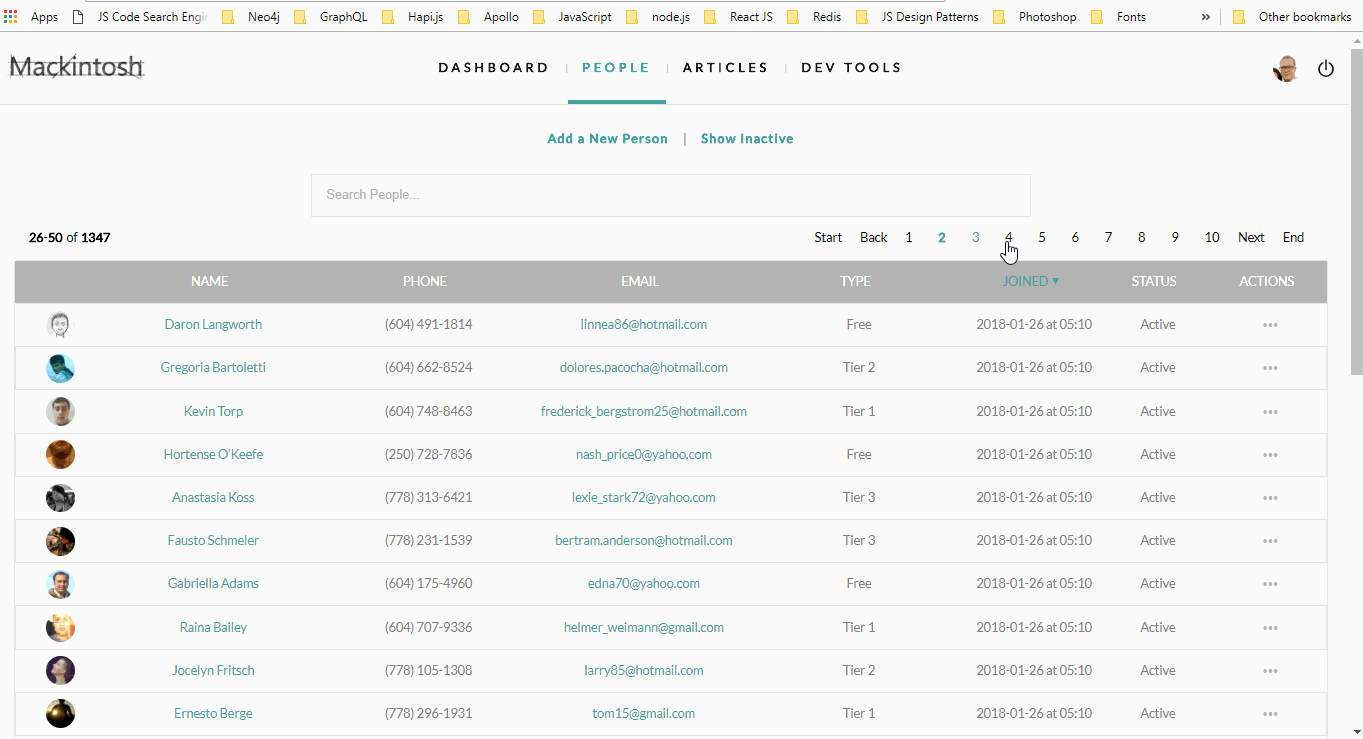 Apps JS Code Search Engi Neo4j GraphQL Hapi.js Apollo JavaScript node.js React JS Redis JS Design Patterns Photoshop Fonts » Other bookmarks
Mackintosh DASHBOARD | PEOPLE | ARTICLES | DEV TOOLS
Add a New Person | Show Inactive
Search People...
26-50 of 1347 Start Back 1 2 3 4 5 6 7 8 9 10 Next End
NAME PHONE EMAIL TYPE JOINED ▼ STATUS ACTIONS
Daron Langworth (604) 491-1814 linnea86@hotmail.com Free 2018-01-26 at 05:10 Active •••
Gregoria Bartoletti (604) 662-8524 dolores.pacocha@hotmail.com Tier 2 2018-01-26 at 05:10 Active •••
Kevin Torp (604) 748-8463 frederick_bergstrom25@hotmail.com Tier 1 2018-01-26 at 05:10 Active •••
Hortense O'Keefe (250) 728-7836 nash_price0@yahoo.com Free 2018-01-26 at 05:10 Active •••
Anastasia Koss (778) 313-6421 lexie_stark72@yahoo.com Tier 3 2018-01-26 at 05:10 Active •••
Fausto Schmeler (778) 231-1539 bertram.anderson@hotmail.com Tier 3 2018-01-26 at 05:10 Active •••
Gabriella Adams (604) 175-4960 edna70@yahoo.com Free 2018-01-26 at 05:10 Active •••
Raina Bailey (604) 707-9336 helmer_weimann@gmail.com Tier 1 2018-01-26 at 05:10 Active •••
Jocelyn Fritsch (778) 105-1308 larry85@hotmail.com Tier 2 2018-01-26 at 05:10 Active •••
Ernesto Berge (778) 296-1931 tom15@gmail.com Tier 1 2018-01-26 at 05:10 Active •••